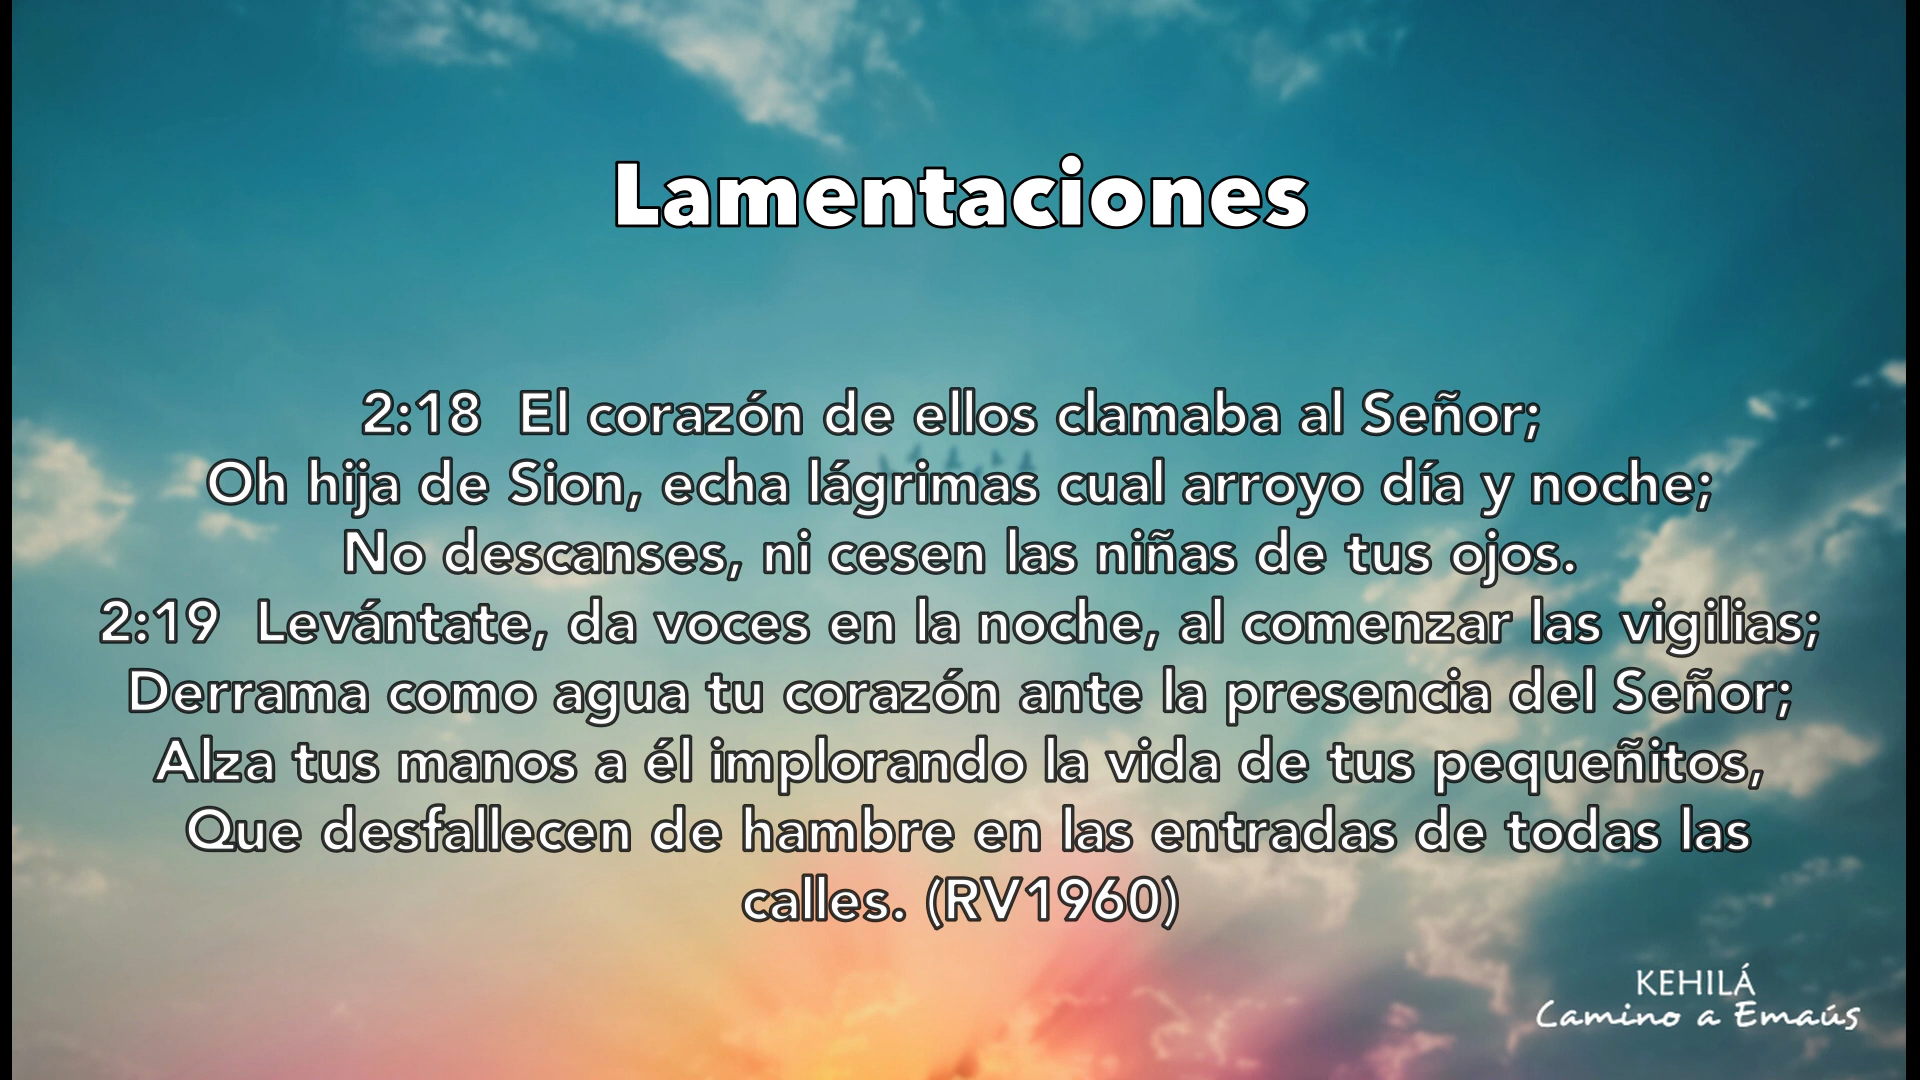 Lamentaciones
2:18  El corazón de ellos clamaba al Señor;
Oh hija de Sion, echa lágrimas cual arroyo día y noche;
No descanses, ni cesen las niñas de tus ojos.
2:19  Levántate, da voces en la noche, al comenzar las vigilias;
Derrama como agua tu corazón ante la presencia del Señor;
Alza tus manos a él implorando la vida de tus pequeñitos,
Que desfallecen de hambre en las entradas de todas las
calles. (RV1960)
KEHILÁ
Camino a Emaús